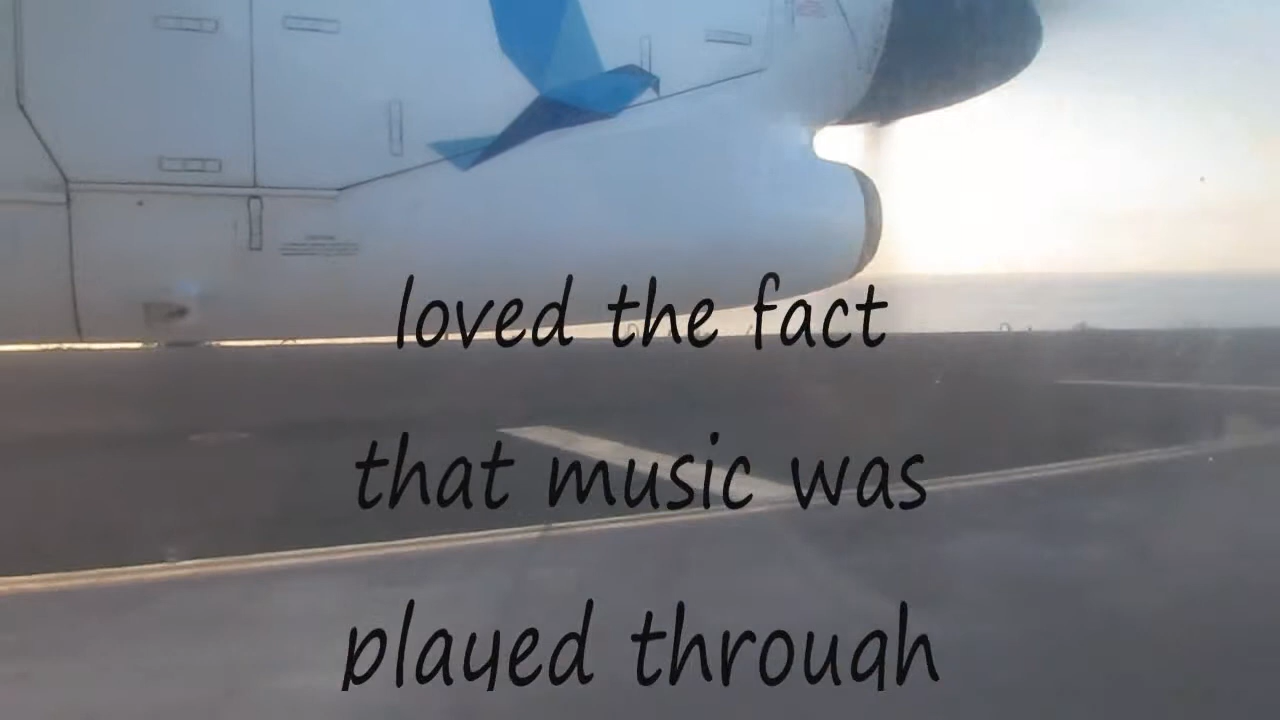 loved the fact
that music was
played through